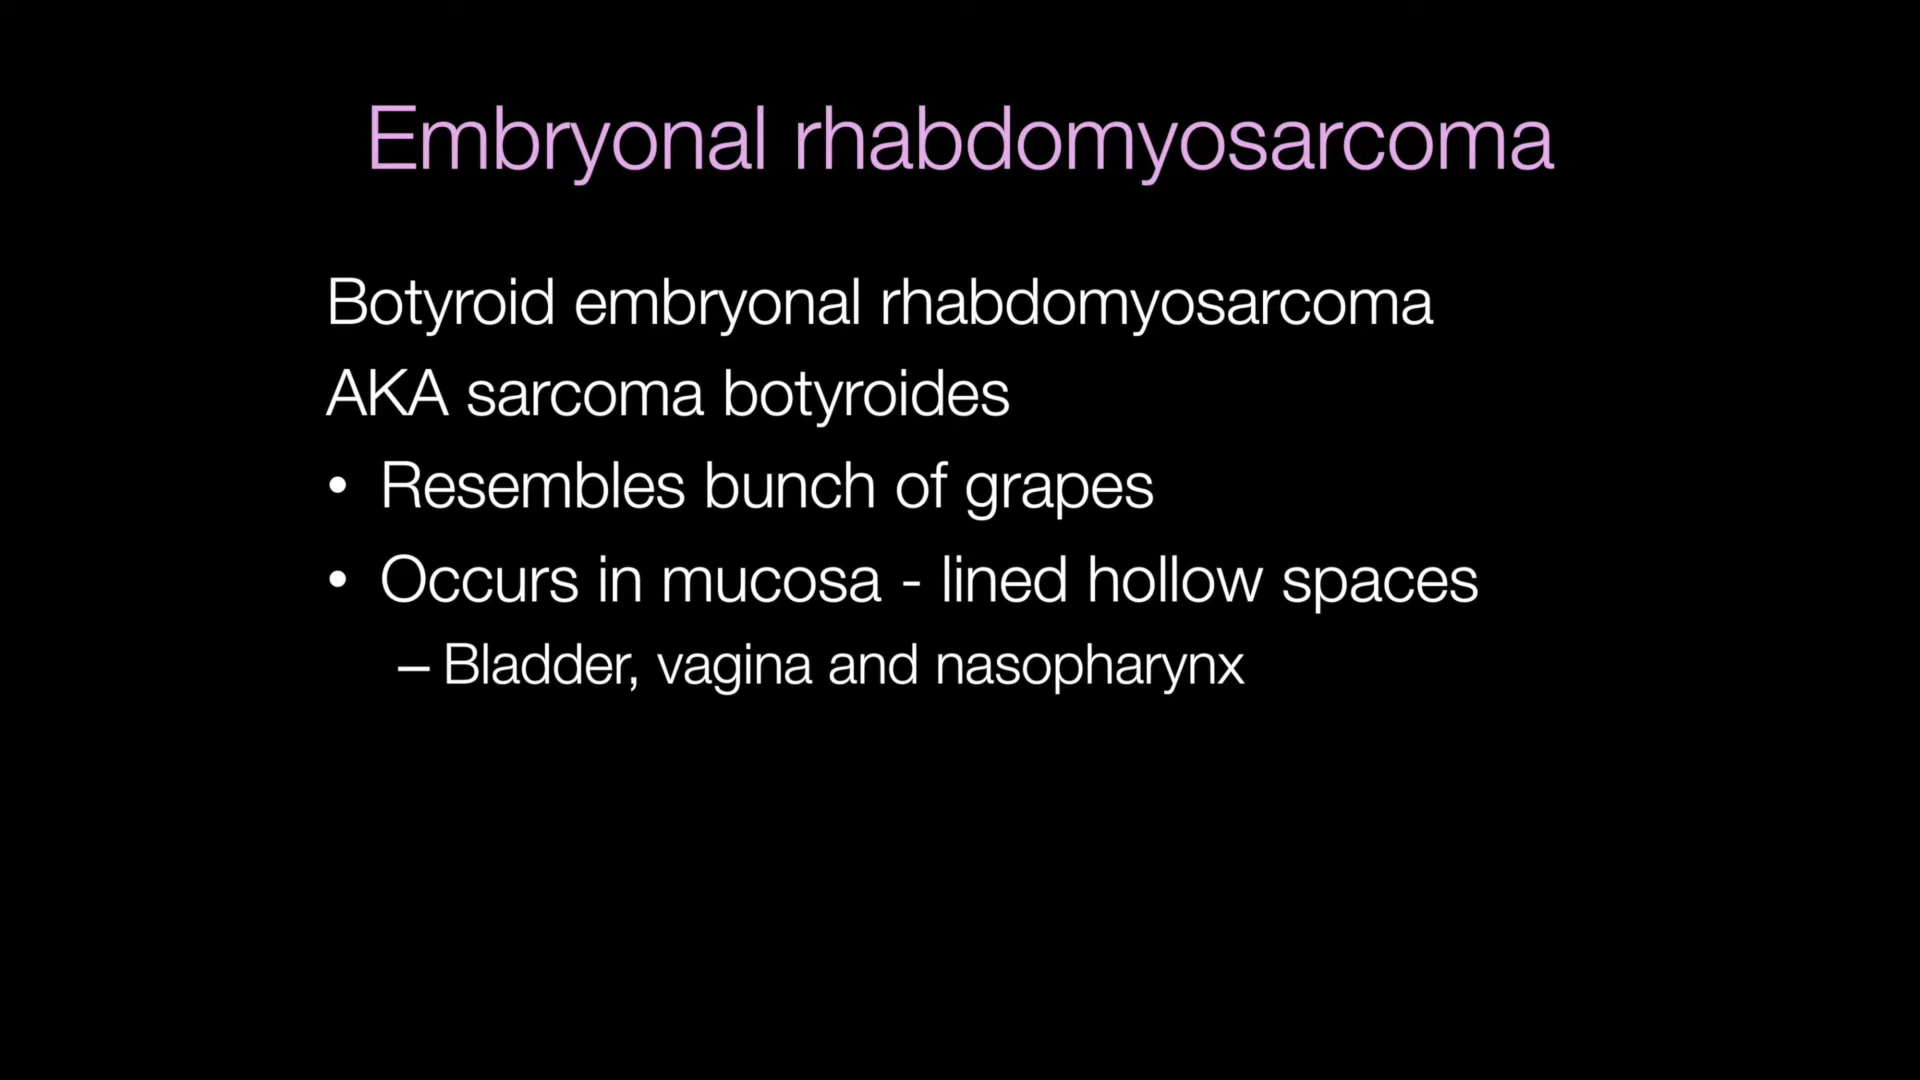 Embryonal rhabdomyosarcoma
Botyroid embryonal rhabdomyosarcoma
AKA sarcoma botyroides
• Resembles bunch of grapes
• Occurs in mucosa - lined hollow spaces
– Bladder, vagina and nasopharynx